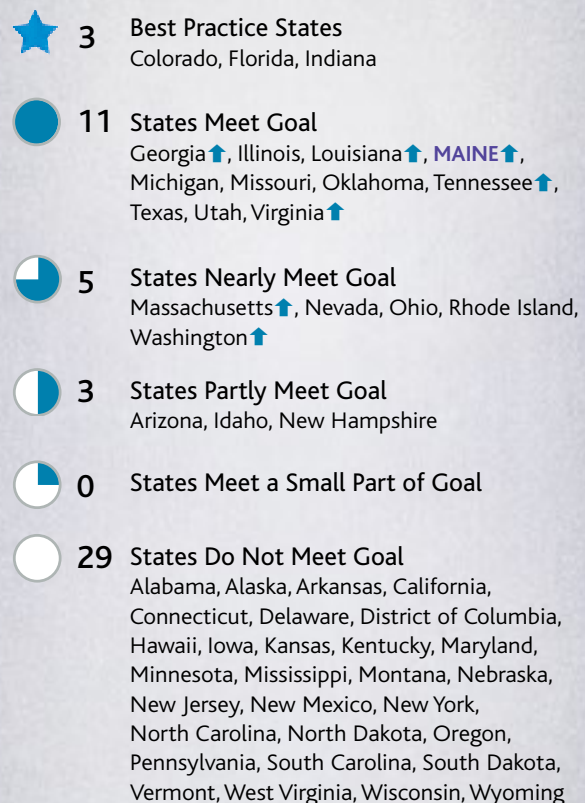 3 Best Practice States
Colorado, Florida, Indiana
11 States Meet Goal
Georgia⬆, Illinois, Louisiana⬆, MAINE⬆,
Michigan, Missouri, Oklahoma, Tennessee⬆,
Texas, Utah, Virginia⬆
5 States Nearly Meet Goal
Massachusetts⬆, Nevada, Ohio, Rhode Island,
Washington⬆
3 States Partly Meet Goal
Arizona, Idaho, New Hampshire
0 States Meet a Small Part of Goal
29 States Do Not Meet Goal
Alabama, Alaska, Arkansas, California,
Connecticut, Delaware, District of Columbia,
Hawaii, Iowa, Kansas, Kentucky, Maryland,
Minnesota, Mississippi, Montana, Nebraska,
New Jersey, New Mexico, New York,
North Carolina, North Dakota, Oregon,
Pennsylvania, South Carolina, South Dakota,
Vermont, West Virginia, Wisconsin, Wyoming